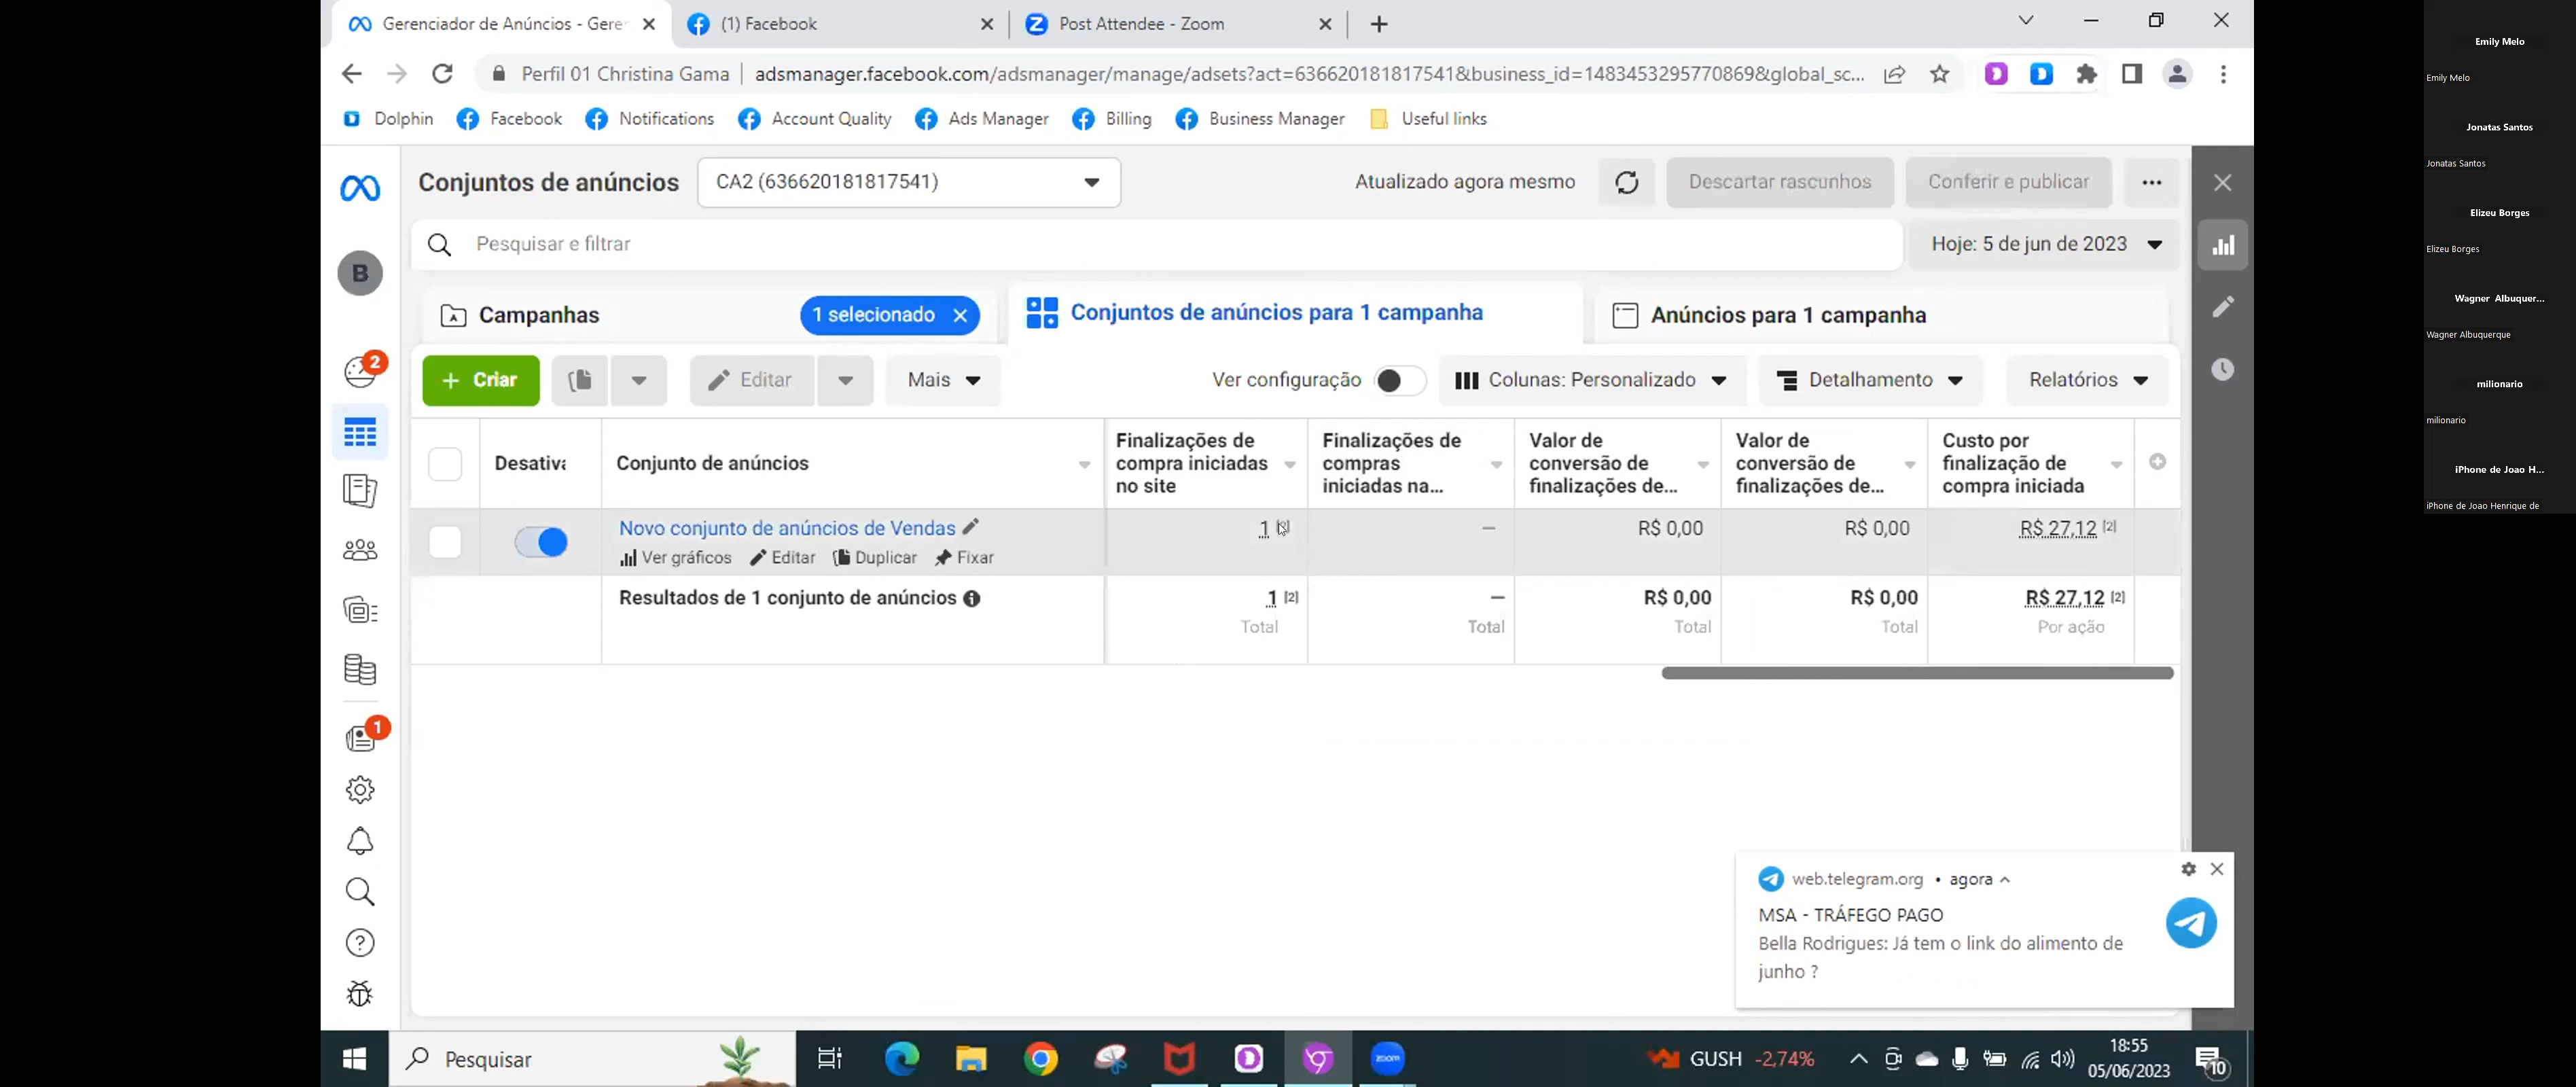 Gerenciador de Anúncios - Gere
(1) Facebook
Post Attendee - Zoom
Perfil 01 Christina Gama
adsmanager.facebook.com/adsmanager/manage/adsets?act=636620181817541&business_id=1483453295770869&global_sc...
Dolphin
Facebook
Notifications
Account Quality
Ads Manager
Billing
Business Manager
Useful links
Conjuntos de anúncios
CA2 (636620181817541)
Atualizado agora mesmo
Descartar rascunhos
Conferir e publicar
B
Pesquisar e filtrar
Hoje: 5 de jun de 2023
Campanhas
1 selecionado
Conjuntos de anúncios para 1 campanha
Anúncios para 1 campanha
2
+ Criar
Editar
Mais
Ver configuração
Colunas: Personalizado
Detalhamento
Relatórios
Desativa
Conjunto de anúncios
Finalizações de
compra iniciadas
no site
Finalizações de
compras
iniciadas na...
Valor de
conversão de
finalizações de...
Valor de
conversão de
finalizações de...
Custo por
finalização de
compra iniciada
Novo conjunto de anúncios de Vendas
1
—
R$ 0,00
R$ 0,00
R$ 27,12 [2]
Ver gráficos
Editar
Duplicar
Fixar
Resultados de 1 conjunto de anúncios
1 [2]
—
R$ 0,00
R$ 0,00
R$ 27,12 [2]
Total
Total
Total
Total
Por ação
1
web.telegram.org • agora
MSA - TRÁFEGO PAGO
Bella Rodrigues: Já tem o link do alimento de
junho ?
Pesquisar
zoom
GUSH -2,74%
18:55
05/06/2023
10
Emily Melo
Emily Melo
Jonatas Santos
Jonatas Santos
Elizeu Borges
Elizeu Borges
Wagner Albuquer...
Wagner Albuquerque
milionario
milionario
iPhone de Joao H...
iPhone de Joao Henrique de